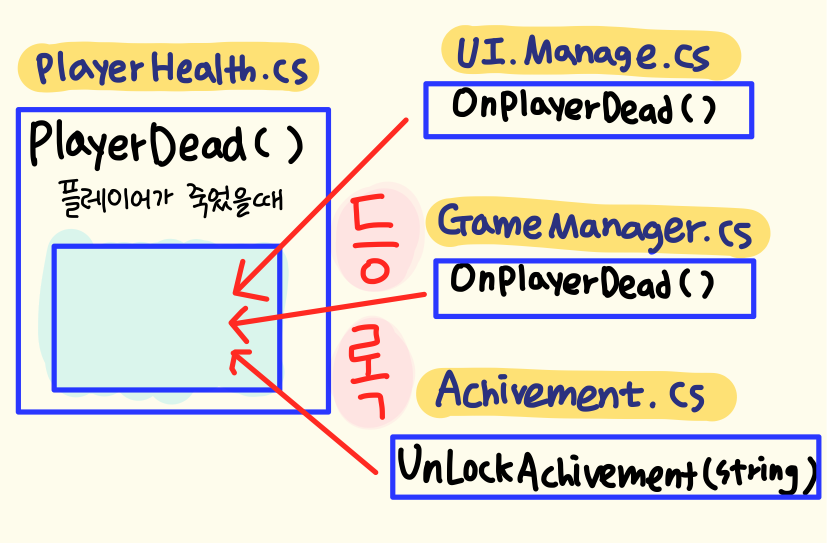 PlayerHealth.cs
PlayerDead()
플레이어가 죽었을때
등록
UI.Manage.cs
OnPlayerDead()
GameManager.cs
OnPlayerDead()
Achivement.cs
UnLockAchivement(string)